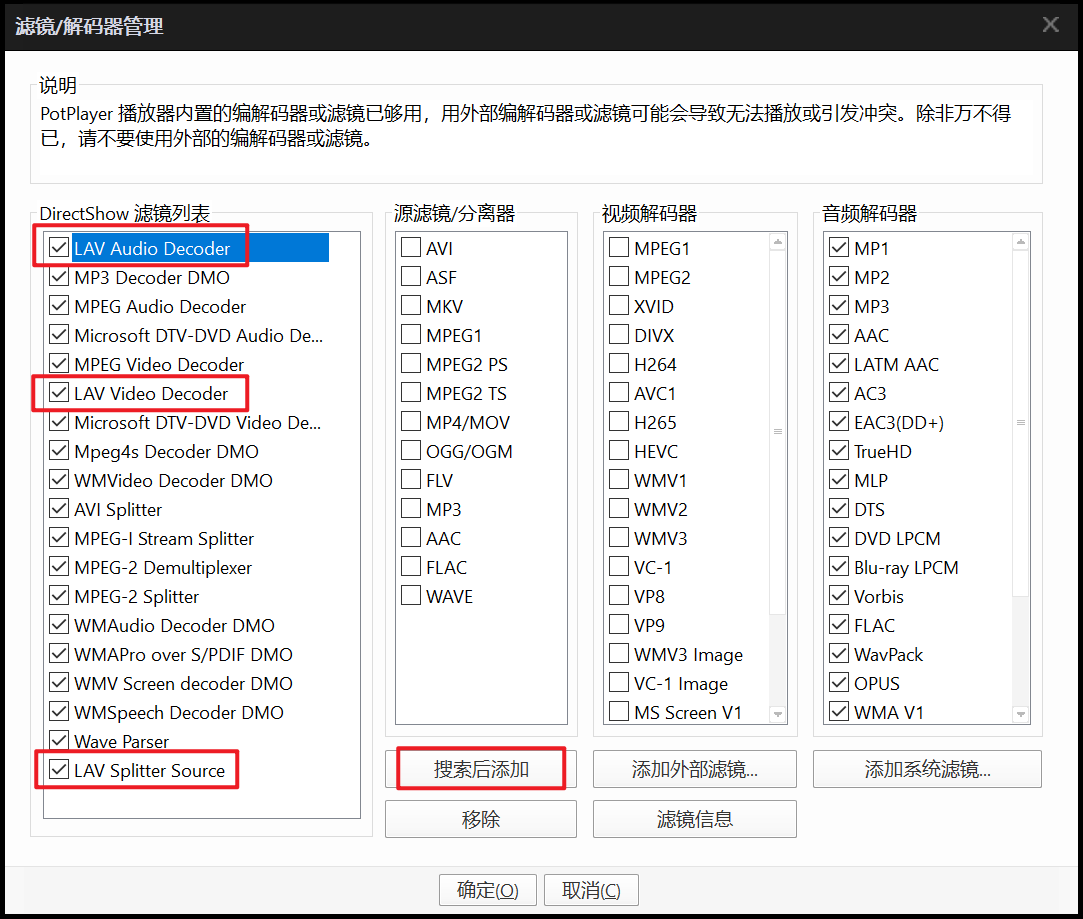 滤镜/解码器管理
说明
PotPlayer 播放器内置的编解码器或滤镜已够用，用外部编解码器或滤镜可能会导致无法播放或引发冲突。除非万不得
已，请不要使用外部的编解码器或滤镜。
DirectShow 滤镜列表
LAV Audio Decoder
MP3 Decoder DMO
MPEG Audio Decoder
Microsoft DTV-DVD Audio De...
MPEG Video Decoder
LAV Video Decoder
Microsoft DTV-DVD Video De...
Mpeg4s Decoder DMO
WMVideo Decoder DMO
AVI Splitter
MPEG-I Stream Splitter
MPEG-2 Demultiplexer
MPEG-2 Splitter
WMAudio Decoder DMO
WMAPro over S/PDIF DMO
WMV Screen decoder DMO
WMSpeech Decoder DMO
Wave Parser
LAV Splitter Source
源滤镜/分离器
AVI
ASF
MKV
MPEG1
MPEG2 PS
MPEG2 TS
MP4/MOV
OGG/OGM
FLV
MP3
AAC
FLAC
WAVE
视频解码器
MPEG1
MPEG2
XVID
DIVX
H264
AVC1
H265
HEVC
WMV1
WMV2
WMV3
VC-1
VP8
VP9
WMV3 Image
VC-1 Image
MS Screen V1
音频解码器
MP1
MP2
MP3
AAC
LATM AAC
AC3
EAC3(DD+)
TrueHD
MLP
DTS
DVD LPCM
Blu-ray LPCM
Vorbis
FLAC
WavPack
OPUS
WMA V1
搜索后添加
添加外部滤镜...
添加系统滤镜...
移除
滤镜信息
确定(O)
取消(C)